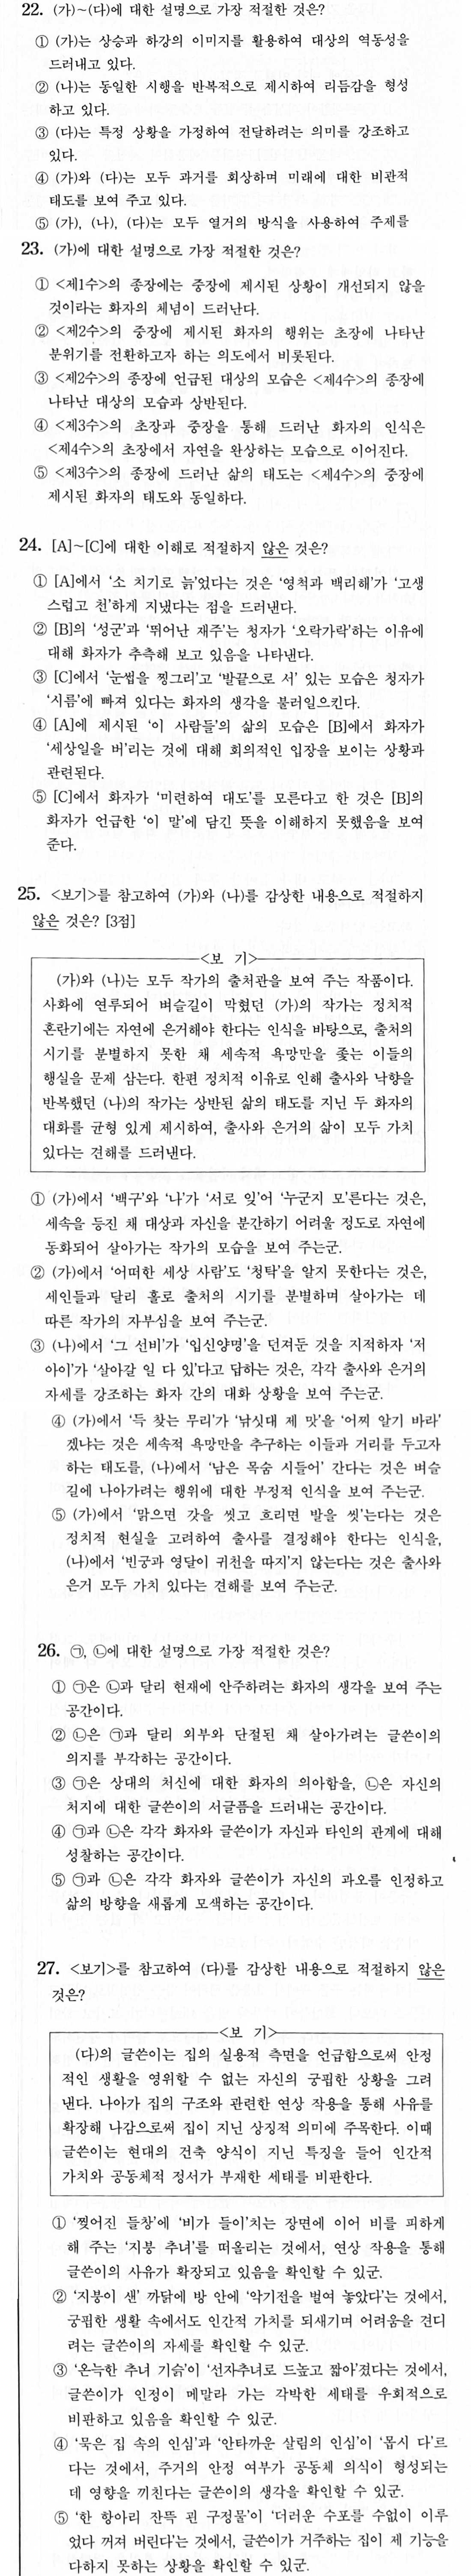 22. (가)~(다)에 대한 설명으로 가장 적절한 것은?
① (가)는 상승과 하강의 이미지를 활용하여 대상의 역동성을
드러내고 있다.
② (나)는 동일한 시행을 반복적으로 제시하여 리듬감을 형성
하고 있다.
③ (다)는 특정 상황을 가정하여 전달하려는 의미를 강조하고
있다.
④ (가)와 (다)는 모두 과거를 회상하며 미래에 대한 비관적
태도를 보여 주고 있다.
⑤ (가), (나), (다)는 모두 열거의 방식을 사용하여 주제를
23. (가)에 대한 설명으로 가장 적절한 것은?
① <제1수>의 종장에는 중장에 제시된 상황이 개선되지 않을
것이라는 화자의 체념이 드러난다.
② <제2수>의 중장에 제시된 화자의 행위는 초장에 나타난
분위기를 전환하고자 하는 의도에서 비롯된다.
③ <제2수>의 종장에 언급된 대상의 모습은 <제4수>의 종장에
나타난 대상의 모습과 상반된다.
④ <제3수>의 초장과 중장을 통해 드러난 화자의 인식은
<제4수>의 초장에서 자연을 완상하는 모습으로 이어진다.
⑤ <제3수>의 종장에 드러난 삶의 태도는 <제4수>의 중장에
제시된 화자의 태도와 동일하다.
24. [A]~[C]에 대한 이해로 적절하지 않은 것은?
① [A]에서 ‘소 치기로 늙’었다는 것은 ‘영척과 백리해’가 ‘고생
스럽고 천’하게 지냈다는 점을 드러낸다.
② [B]의 ‘성군’과 ‘뛰어난 재주’는 청자가 ‘오락가락’하는 이유에
대해 화자가 추측해 보고 있음을 나타낸다.
③ [C]에서 ‘눈썹을 찡그리’고 ‘발끝으로 서’ 있는 모습은 청자가
‘시름’에 빠져 있다는 화자의 생각을 불러일으킨다.
④ [A]에 제시된 ‘이 사람들’의 삶의 모습은 [B]에서 화자가
‘세상일을 버’리는 것에 대해 회의적인 입장을 보이는 상황과
관련된다.
⑤ [C]에서 화자가 ‘미련하여 대도’를 모른다고 한 것은 [B]의
화자가 언급한 ‘이 말’에 담긴 뜻을 이해하지 못했음을 보여
준다.
25. <보기>를 참고하여 (가)와 (나)를 감상한 내용으로 적절하지
않은 것은? [3점]
<보 기>
(가)와 (나)는 모두 작가의 출처관을 보여 주는 작품이다.
사화에 연루되어 벼슬길이 막혔던 (가)의 작가는 정치적
혼란기에는 자연에 은거해야 한다는 인식을 바탕으로, 출처의
시기를 분별하지 못한 채 세속적 욕망만을 좇는 이들의
행실을 문제 삼는다. 한편 정치적 이유로 인해 출사와 낙향을
반복했던 (나)의 작가는 상반된 삶의 태도를 지닌 두 화자의
대화를 균형 있게 제시하여, 출사와 은거의 삶이 모두 가치
있다는 견해를 드러낸다.
① (가)에서 ‘백구’와 ‘나’가 ‘서로 잊’어 ‘누군지 모’른다는 것은,
세속을 등진 채 대상과 자신을 분간하기 어려울 정도로 자연에
동화되어 살아가는 작가의 모습을 보여 주는군.
② (가)에서 ‘어떠한 세상 사람’도 ‘청탁’을 알지 못한다는 것은,
세인들과 달리 홀로 출처의 시기를 분별하며 살아가는 데
따른 작가의 자부심을 보여 주는군.
③ (나)에서 ‘그 선비’가 ‘입신양명’을 던져둔 것을 지적하자 ‘저
아이’가 ‘살아갈 일 다 있’다고 답하는 것은, 각각 출사와 은거의
자세를 강조하는 화자 간의 대화 상황을 보여 주는군.
④ (가)에서 ‘득 찾는 무리’가 ‘낚싯대 제 맛’을 ‘어찌 알기 바라’
겠냐는 것은 세속적 욕망만을 추구하는 이들과 거리를 두고자
하는 태도를, (나)에서 ‘남은 목숨 시들어’ 간다는 것은 벼슬
길에 나아가려는 행위에 대한 부정적 인식을 보여 주는군.
⑤ (가)에서 ‘맑으면 갓을 씻고 흐리면 발을 씻’는다는 것은
정치적 현실을 고려하여 출사를 결정해야 한다는 인식을,
(나)에서 ‘빈궁과 영달이 귀천을 따지’지 않는다는 것은 출사와
은거 모두 가치 있다는 견해를 보여 주는군.
26. ㉠, ㉡에 대한 설명으로 가장 적절한 것은?
① ㉠은 ㉡과 달리 현재에 안주하려는 화자의 생각을 보여 주는
공간이다.
② ㉡은 ㉠과 달리 외부와 단절된 채 살아가려는 글쓴이의
의지를 부각하는 공간이다.
③ ㉠은 상대의 처신에 대한 화자의 의아함을, ㉡은 자신의
처지에 대한 글쓴이의 서글픔을 드러내는 공간이다.
④ ㉠과 ㉡은 각각 화자와 글쓴이가 자신과 타인의 관계에 대해
성찰하는 공간이다.
⑤ ㉠과 ㉡은 각각 화자와 글쓴이가 자신의 과오를 인정하고
삶의 방향을 새롭게 모색하는 공간이다.
27. <보기>를 참고하여 (다)를 감상한 내용으로 적절하지 않은
것은?
<보 기>
(다)의 글쓴이는 집의 실용적 측면을 언급함으로써 안정
적인 생활을 영위할 수 없는 자신의 궁핍한 상황을 그려
낸다. 나아가 집의 구조와 관련한 연상 작용을 통해 사유를
확장해 나감으로써 집이 지닌 상징적 의미에 주목한다. 이때
글쓴이는 현대의 건축 양식이 지닌 특징을 들어 인간적
가치와 공동체적 정서가 부재한 세태를 비판한다.
① ‘찢어진 들창’에 ‘비가 들이’치는 장면에 이어 비를 피하게
해 주는 ‘지붕 추녀’를 떠올리는 것에서, 연상 작용을 통해
글쓴이의 사유가 확장되고 있음을 확인할 수 있군.
② ‘지붕이 샌’ 까닭에 방 안에 ‘악기전을 벌여 놓았다’는 것에서,
궁핍한 생활 속에서도 인간적 가치를 되새기며 어려움을 견디
려는 글쓴이의 자세를 확인할 수 있군.
③ ‘온늑한 추녀 기슭’이 ‘선자추녀로 드높고 짧아’졌다는 것에서,
글쓴이가 인정이 메말라 가는 각박한 세태를 우회적으로
비판하고 있음을 확인할 수 있군.
④ ‘묵은 집 속의 인심’과 ‘안타까운 살림의 인심’이 ‘몹시 다’르
다는 것에서, 주거의 안정 여부가 공동체 의식이 형성되는
데 영향을 끼친다는 글쓴이의 생각을 확인할 수 있군.
⑤ ‘한 항아리 잔뜩 괸 구정물’이 ‘더러운 수포를 수없이 이루
었다 꺼져 버린다’는 것에서, 글쓴이가 거주하는 집이 제 기능을
다하지 못하는 상황을 확인할 수 있군.